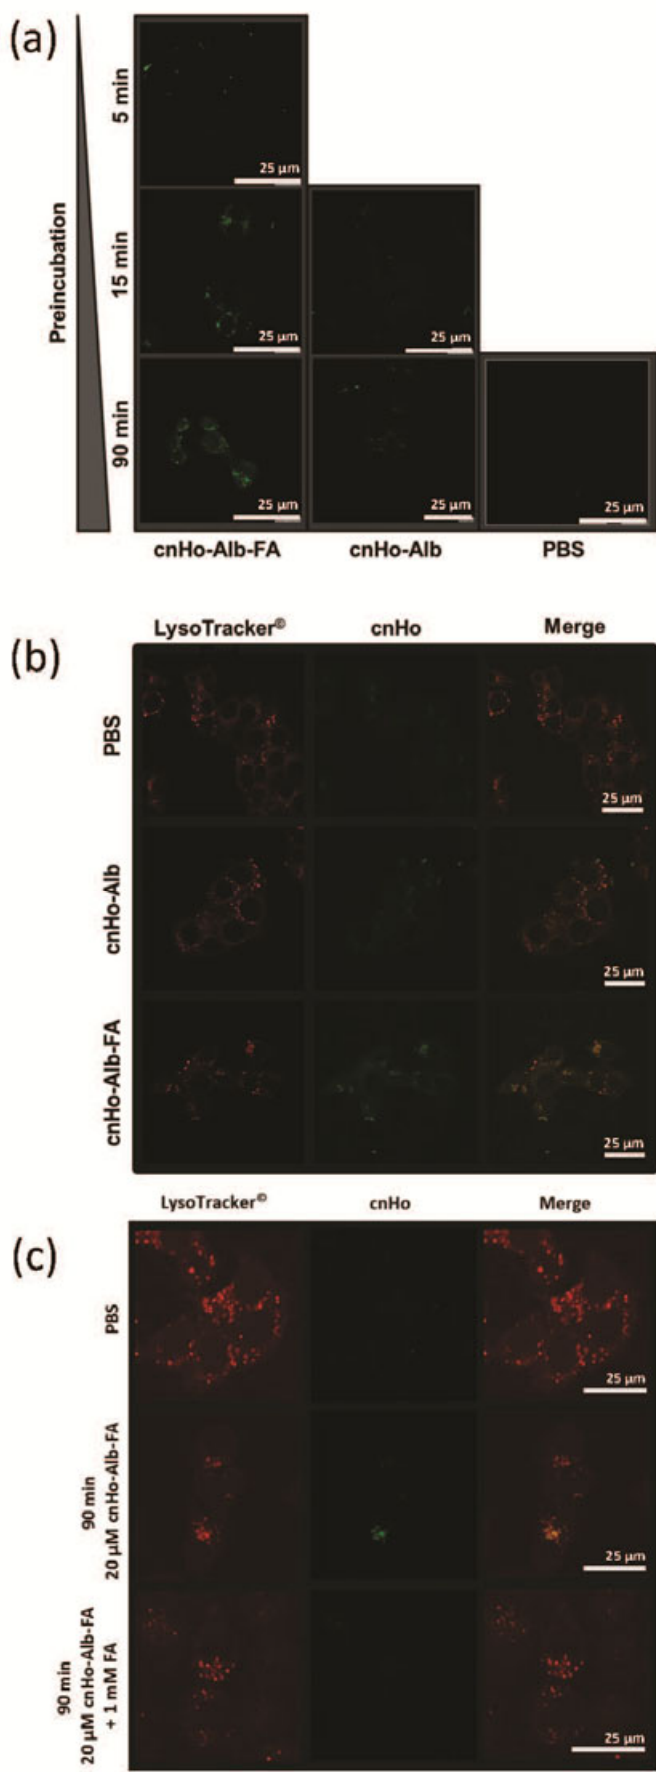 (a)
Preincubation
5 min
25 µm
15 min
25 µm
25 µm
90 min
25 µm
25 µm
25 µm
cnHo-Alb-FA
cnHo-Alb
PBS
(b)
LysoTracker©
cnHo
Merge
PBS
25 µm
cnHo-Alb
25 µm
cnHo-Alb-FA
25 µm
(c)
LysoTracker©
cnHo
Merge
PBS
25 µm
90 min
20 µM cnHo-Alb-FA
25 µm
90 min
20 µM cnHo-Alb-FA
+ 1 mM FA
25 µm